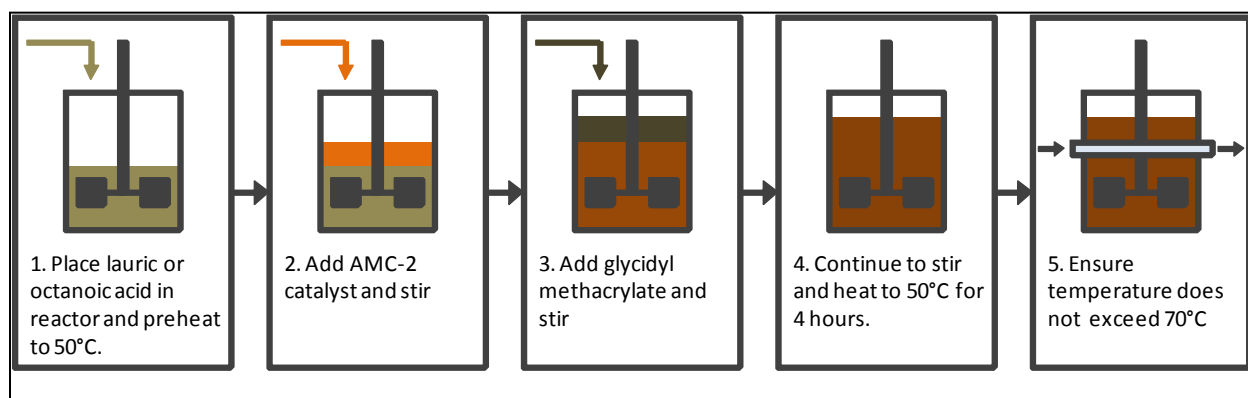 1. Place lauric or
octanoic acid in
reactor and preheat
to 50°C.
2. Add AMC-2
catalyst and stir
3. Add glycidyl
methacrylate and
stir
4. Continue to stir
and heat to 50°C for
4 hours.
5. Ensure
temperature does
not exceed 70°C